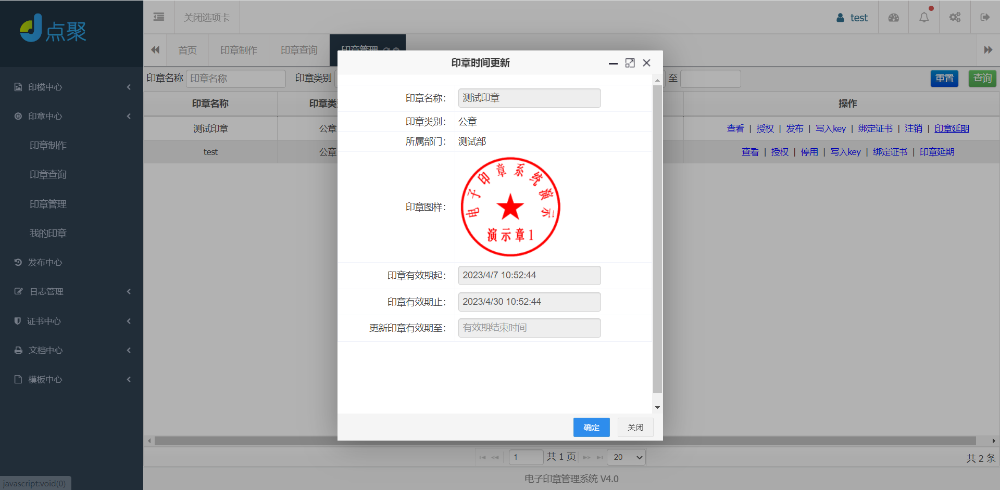 点聚
关闭选项卡
test
首页
印章制作
印章查询
印章管理
印章名称
印章名称
印章类别
至
重置
查询
印章名称
操作
测试印章
公章
查看 | 授权 | 发布 | 写入key | 绑定证书 | 注销 | 印章延期
test
公章
查看 | 授权 | 停用 | 写入key | 绑定证书 | 印章延期
印模中心
印章中心
印章制作
印章查询
印章管理
我的印章
发布中心
日志管理
证书中心
文档中心
模板中心
印章时间更新
印章名称： 测试印章
印章类别： 公章
所属部门： 测试部
印章图样：
电子印章系统演示
演示章1
印章有效期起： 2023/4/7 10:52:44
印章有效期止： 2023/4/30 10:52:44
更新印章有效期至： 有效期结束时间
确定
关闭
1 共 1 页 20
共 2 条
电子印章管理系统 V4.0
javascript:void(0)